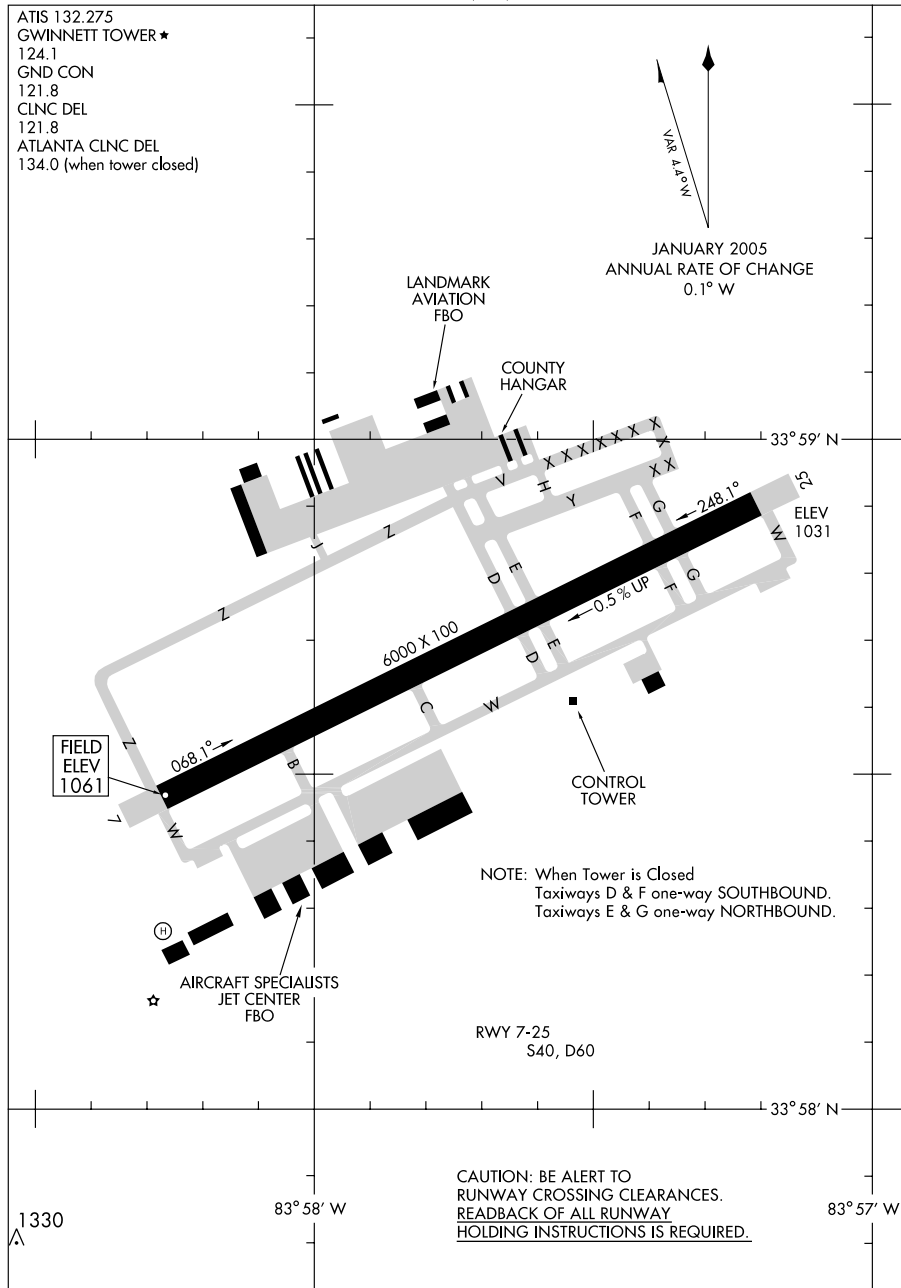 ATIS 132.275
GWINNETT TOWER ★
124.1
GND CON
121.8
CLNC DEL
121.8
ATLANTA CLNC DEL
134.0 (when tower closed)
VAR 4.4° W
JANUARY 2005
ANNUAL RATE OF CHANGE
0.1° W
LANDMARK
AVIATION
FBO
COUNTY
HANGAR
33°59' N
X X X X X X X X
X
X X
V
H
Y
25
ELEV
1031
248.1°
G
F
W
J
Z
Z
D
E
0.5% UP
F
G
6000 X 100
E
D
C
W
Z
068.1°
B
FIELD
ELEV
1061
7
W
CONTROL
TOWER
NOTE: When Tower is Closed
Taxiways D & F one-way SOUTHBOUND.
Taxiways E & G one-way NORTHBOUND.
H
AIRCRAFT SPECIALISTS
JET CENTER
FBO
RWY 7-25
S40, D60
33°58' N
CAUTION: BE ALERT TO
RUNWAY CROSSING CLEARANCES.
READBACK OF ALL RUNWAY
HOLDING INSTRUCTIONS IS REQUIRED.
1330
83°58' W
83°57' W